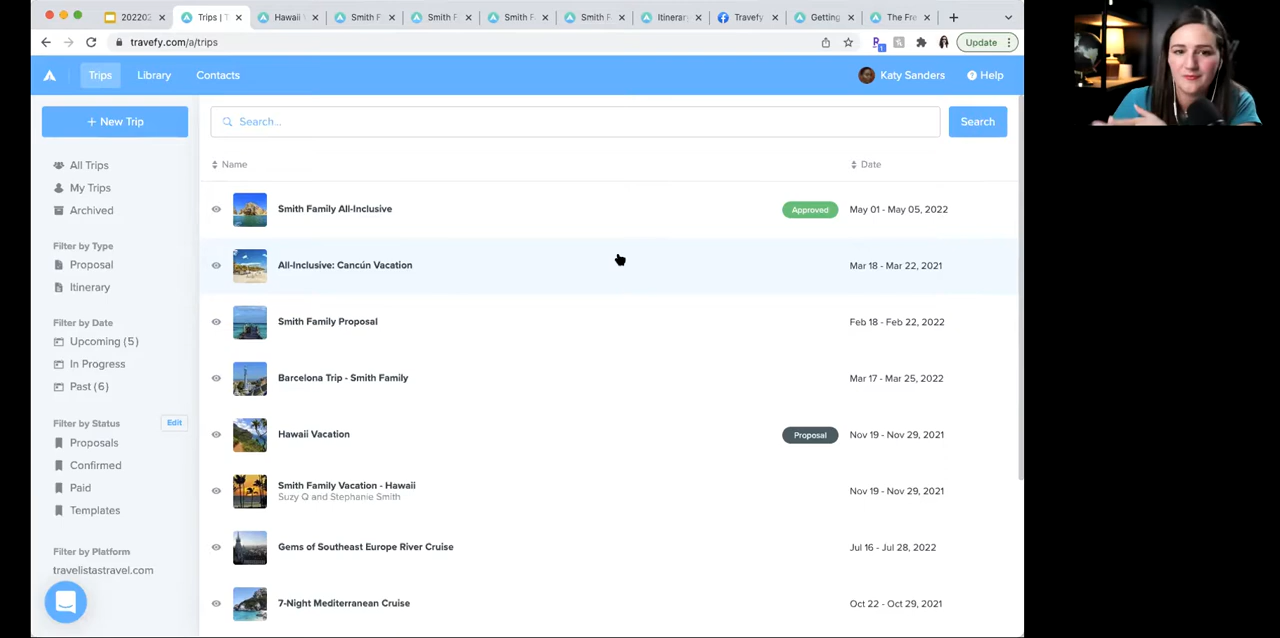 202202
Trips | T
Hawaii
Smith F
Smith F
Smith F
Smith F
Itinerar
Travefy
Getting
The Fre
travefy.com/a/trips
Update
Trips
Library
Contacts
Katy Sanders
Help
+ New Trip
Search...
Search
All Trips
My Trips
Archived
Filter by Type
Proposal
Itinerary
Filter by Date
Upcoming (5)
In Progress
Past (6)
Filter by Status
Edit
Proposals
Confirmed
Paid
Templates
Filter by Platform
travelistastravel.com
Name
Date
Smith Family All-Inclusive
Approved
May 01 - May 05, 2022
All-Inclusive: Cancún Vacation
Mar 18 - Mar 22, 2021
Smith Family Proposal
Feb 18 - Feb 22, 2022
Barcelona Trip - Smith Family
Mar 17 - Mar 25, 2022
Hawaii Vacation
Proposal
Nov 19 - Nov 29, 2021
Smith Family Vacation - Hawaii
Suzy Q and Stephanie Smith
Nov 19 - Nov 29, 2021
Gems of Southeast Europe River Cruise
Jul 16 - Jul 28, 2022
7-Night Mediterranean Cruise
Oct 22 - Oct 29, 2021